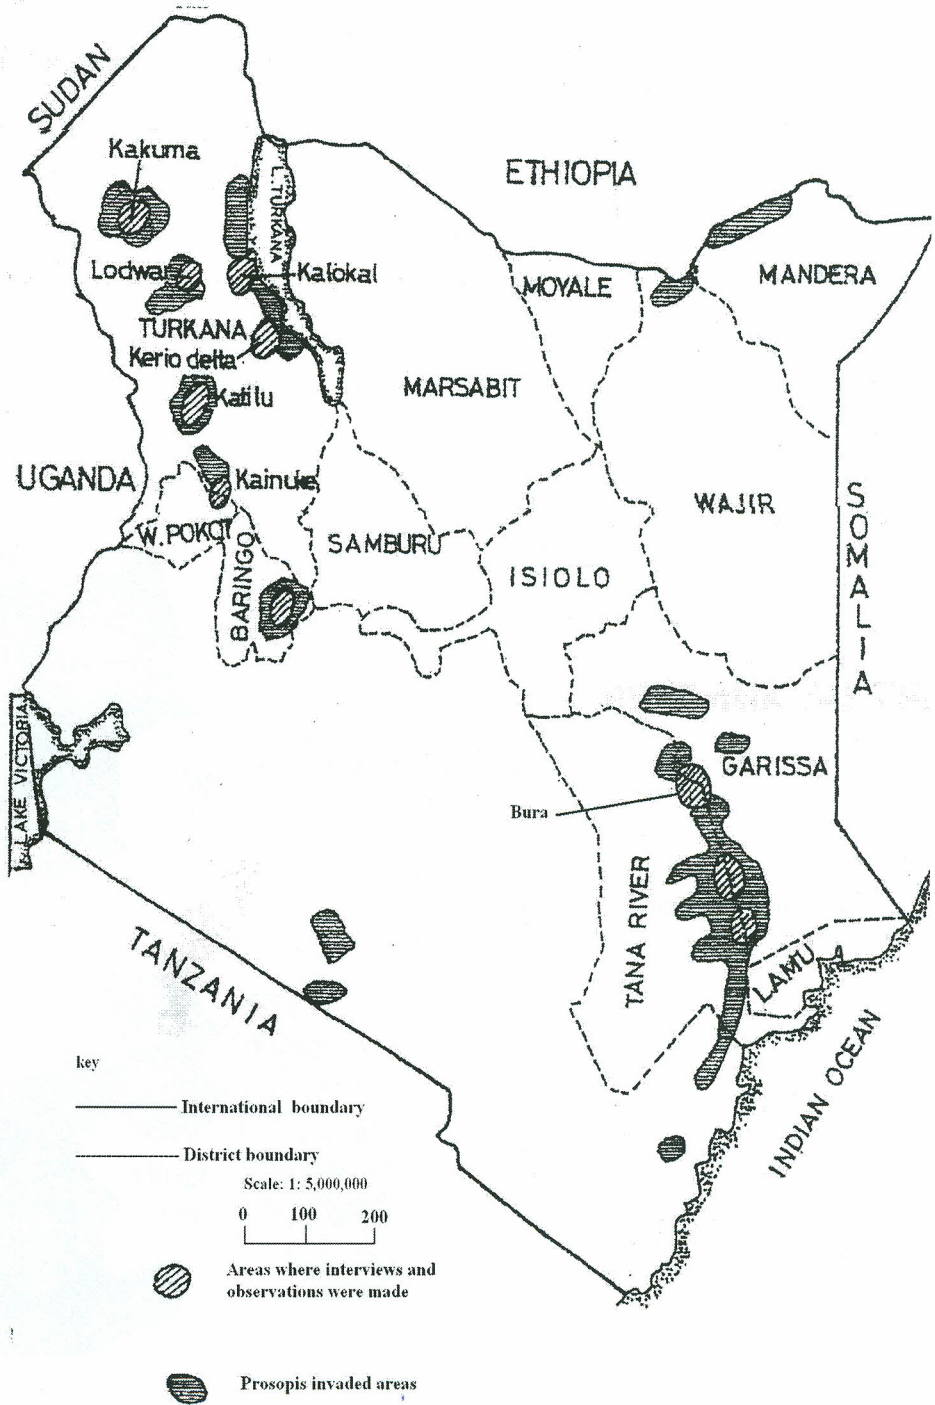 SUDAN
Kakuma
ETHIOPIA
L. TURKANA
Lodwar
Kalokal
MOYALE
MANDERA
TURKANA
Kerio delta
MARSABIT
Katilu
UGANDA
Kainuke
WAJIR
SOMALIA
W. POKOT
SAMBURU
BARINGO
ISIOLO
LAKE VICTORIA
GARISSA
Bura
TANA RIVER
LAMU
TANZANIA
INDIAN OCEAN
key
International boundary
District boundary
Scale: 1: 5,000,000
0 100 200
Areas where interviews and
observations were made
Prosopis invaded areas